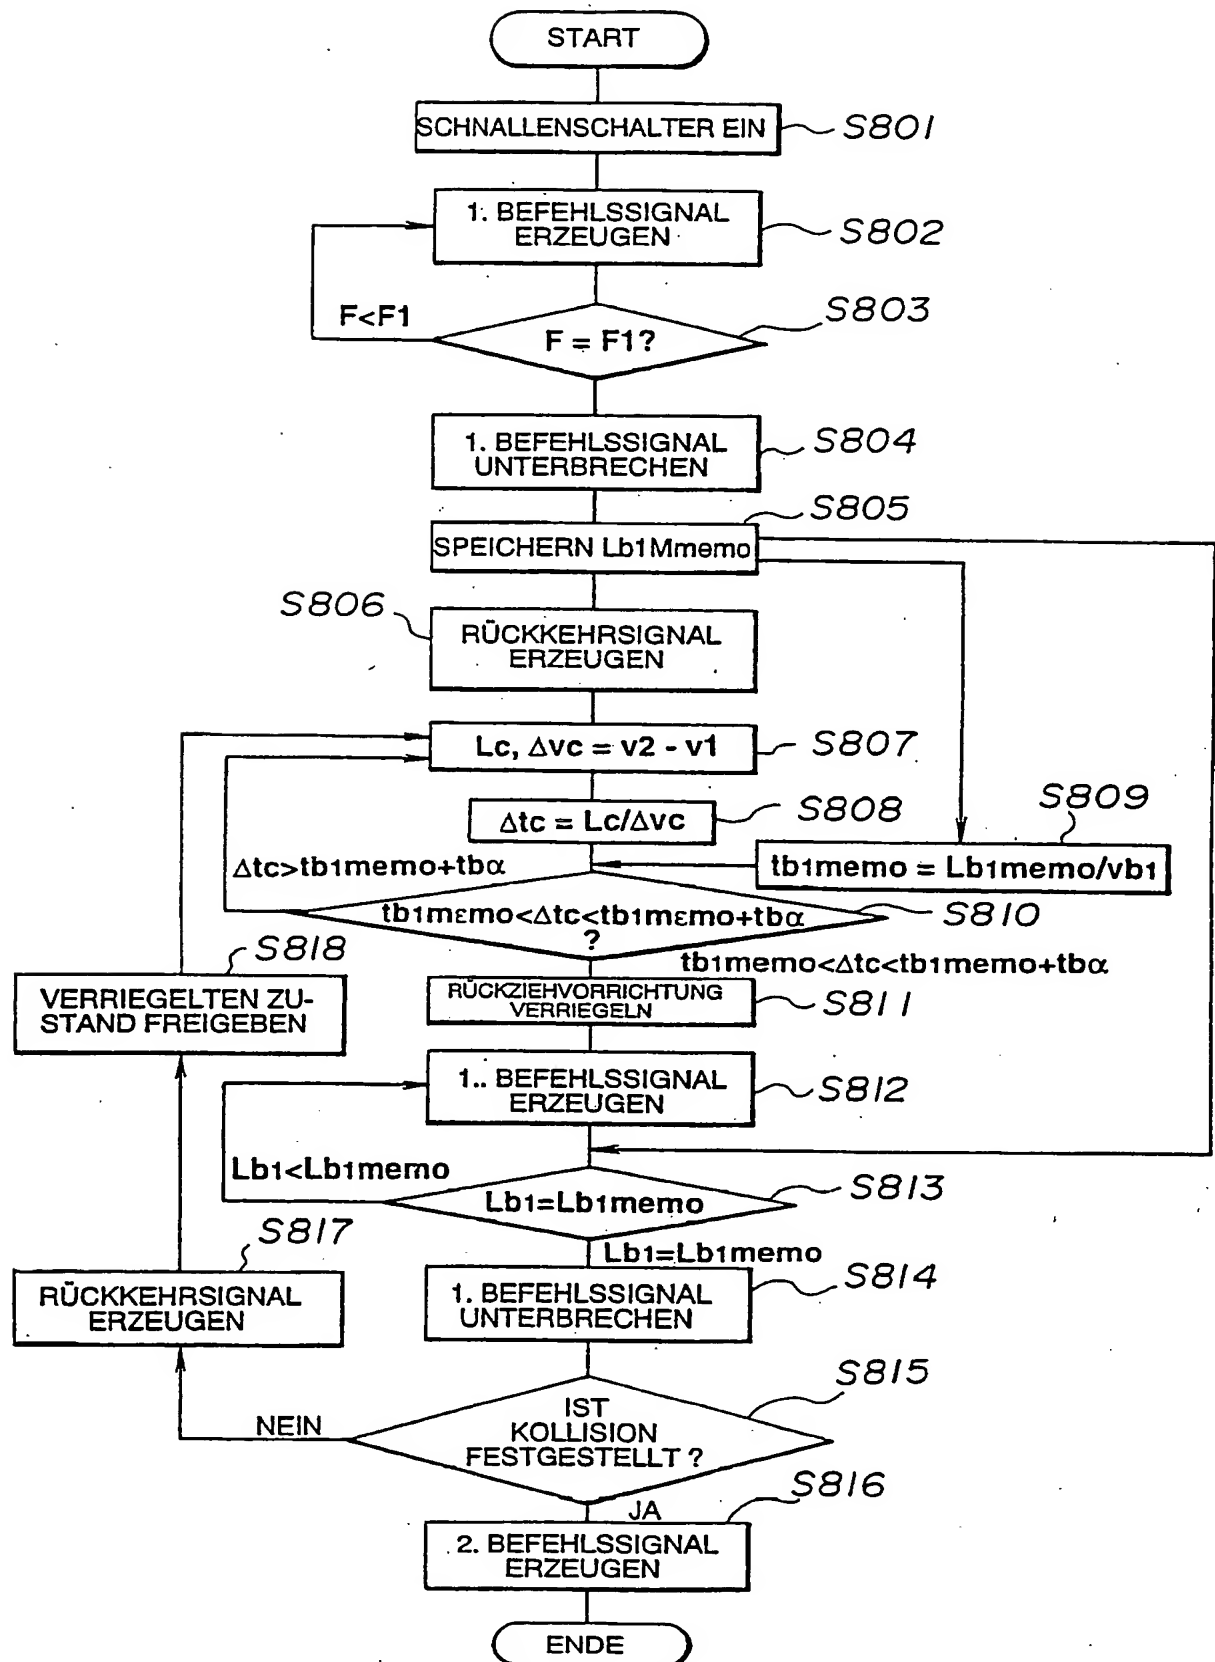 START
SCHNALLENSCHALTER EIN
S801
1. BEFEHLSSIGNAL
ERZEUGEN
S802
F<F1
F = F1?
S803
1. BEFEHLSSIGNAL
UNTERBRECHEN
S804
SPEICHERN Lb1Mmemo
S805
S806
RÜCKKEHRSIGNAL
ERZEUGEN
Lc, Δvc = v2 - v1
S807
Δtc = Lc/Δvc
S808
S809
tb1memo = Lb1memo/vb1
Δtc>tb1memo+tbα
tb1memo<Δtc<tb1memo+tbα
?
S810
tb1memo<Δtc<tb1memo+tbα
S818
VERRIEGELTEN ZU-
STAND FREIGEBEN
RÜCKZIEHVORRICHTUNG
VERRIEGELN
S811
1.. BEFEHLSSIGNAL
ERZEUGEN
S812
Lb1<Lb1memo
Lb1=Lb1memo
S813
Lb1=Lb1memo
S817
RÜCKKEHRSIGNAL
ERZEUGEN
1. BEFEHLSSIGNAL
UNTERBRECHEN
S814
NEIN
IST
KOLLISION
FESTGESTELLT ?
S815
JA
S816
2. BEFEHLSSIGNAL
ERZEUGEN
ENDE